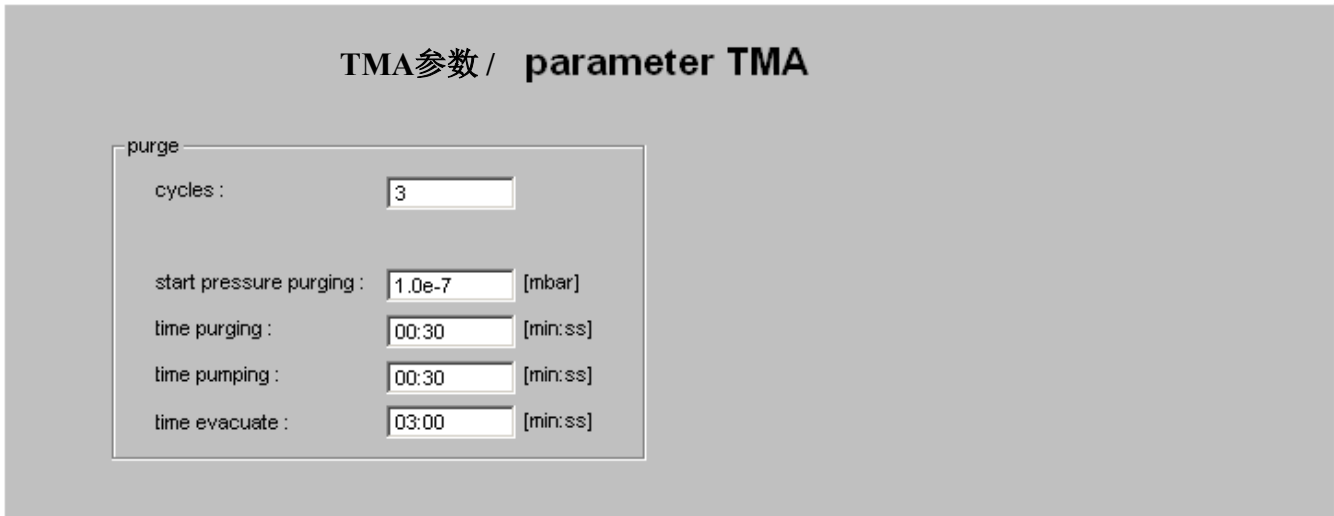 TMA参数 / parameter TMA
purge
cycles : 3
start pressure purging : 1.0e-7 [mbar]
time purging : 00:30 [min:ss]
time pumping : 00:30 [min:ss]
time evacuate : 03:00 [min:ss]